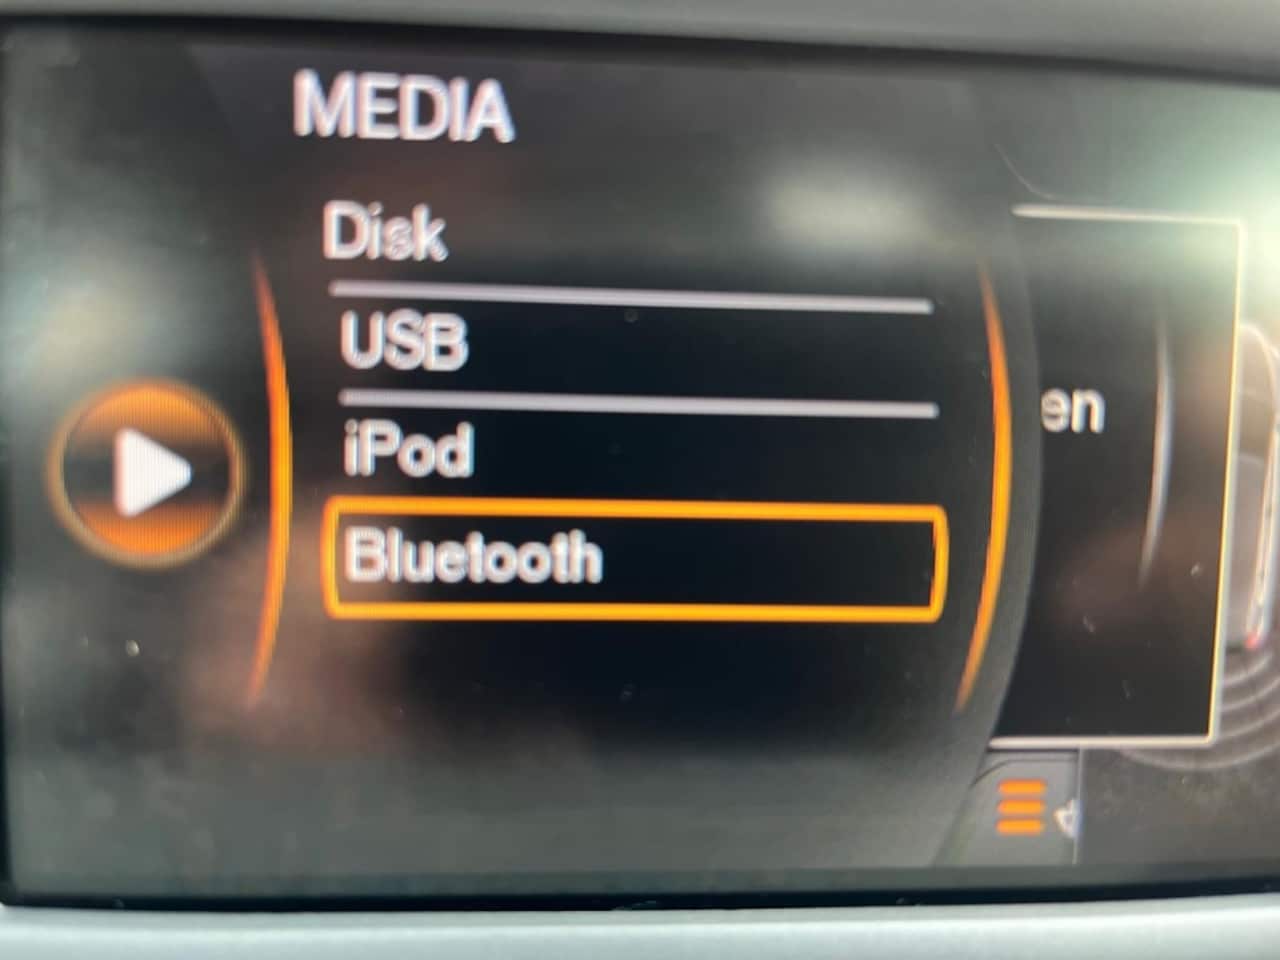 MEDIA
Disk
USB
iPod
Bluetooth
en